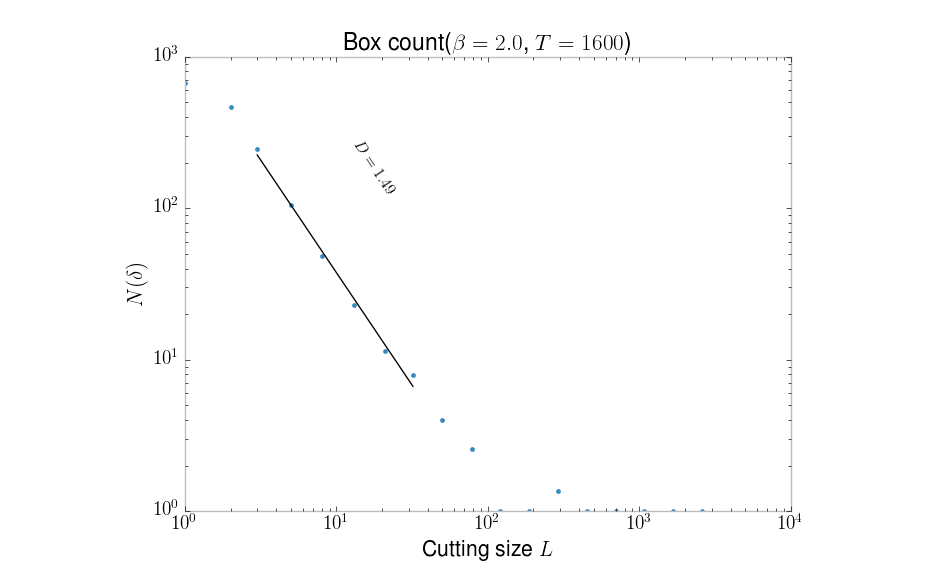 Box count(β = 2.0, T = 1600)
10³
10²
10¹
10⁰
N(δ)
D = 1.49
10⁰ 10¹ 10² 10³ 10⁴
Cutting size L